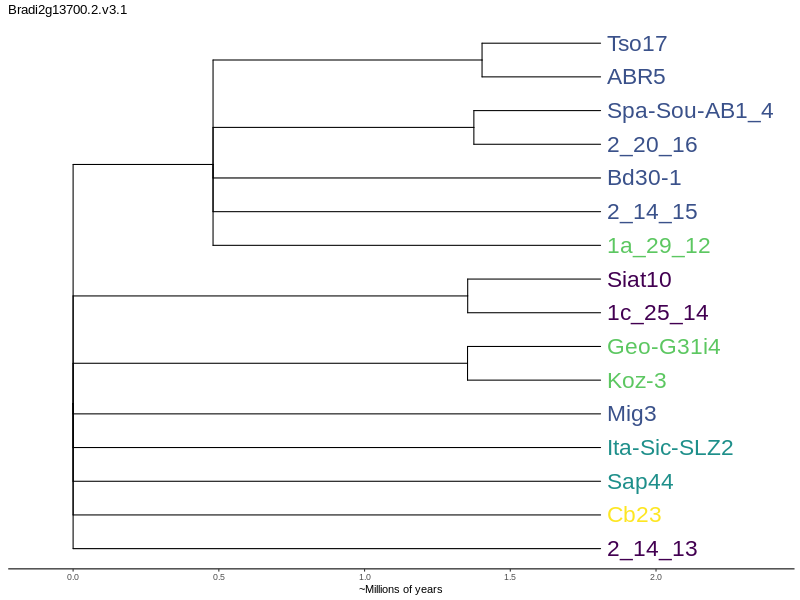 Bradi2g13700.2.v3.1
Tso17
ABR5
Spa-Sou-AB1_4
2_20_16
Bd30-1
2_14_15
1a_29_12
Siat10
1c_25_14
Geo-G31i4
Koz-3
Mig3
Ita-Sic-SLZ2
Sap44
Cb23
2_14_13
0.0 0.5 1.0 1.5 2.0
~Millions of years